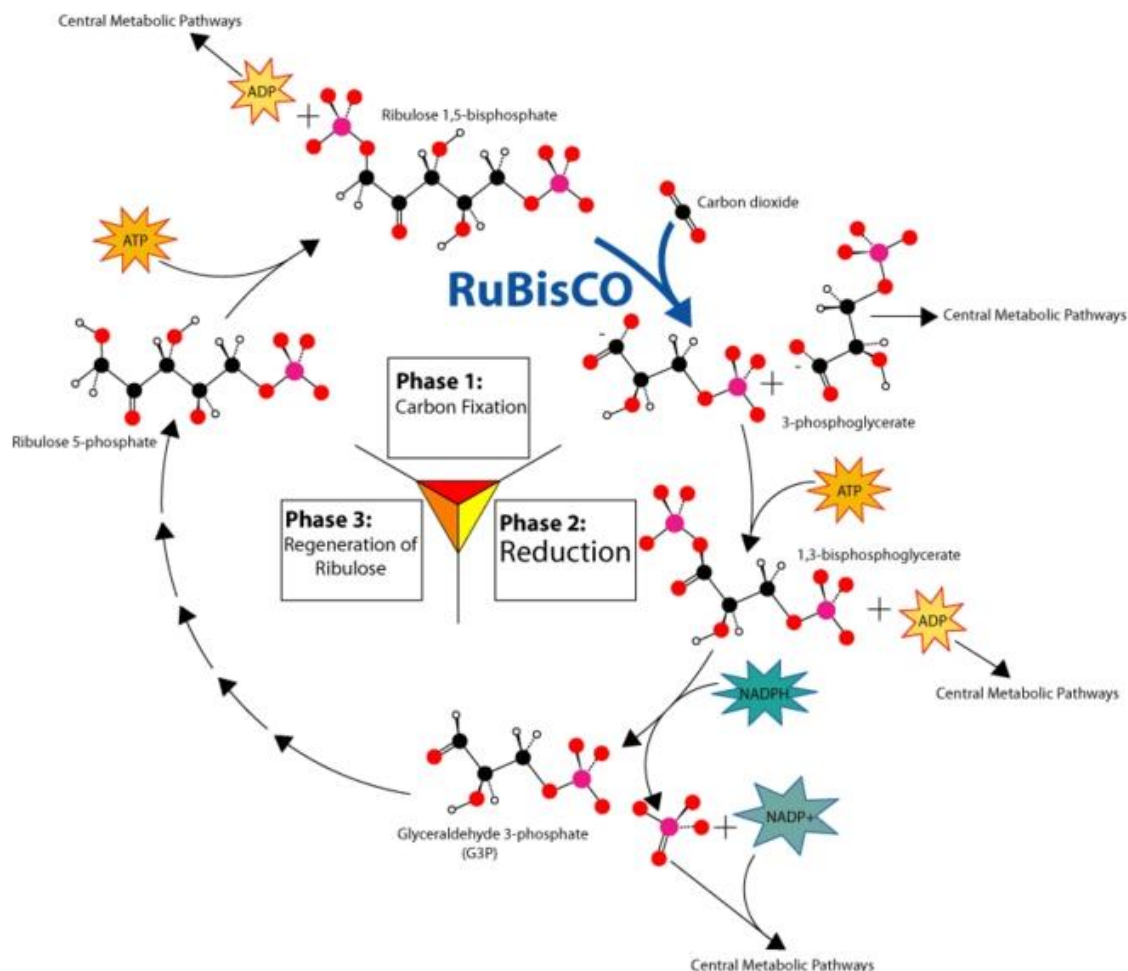 Central Metabolic Pathways
ADP
+
Ribulose 1,5-bisphosphate
Carbon dioxide
ATP
RuBisCO
Central Metabolic Pathways
-
+
-
3-phosphoglycerate
Phase 1:
Carbon Fixation
Ribulose 5-phosphate
Phase 3:
Regeneration of
Ribulose
Phase 2:
Reduction
ATP
1,3-bisphosphoglycerate
+
ADP
Central Metabolic Pathways
NADPH
Glyceraldehyde 3-phosphate
(G3P)
+
NADP+
Central Metabolic Pathways